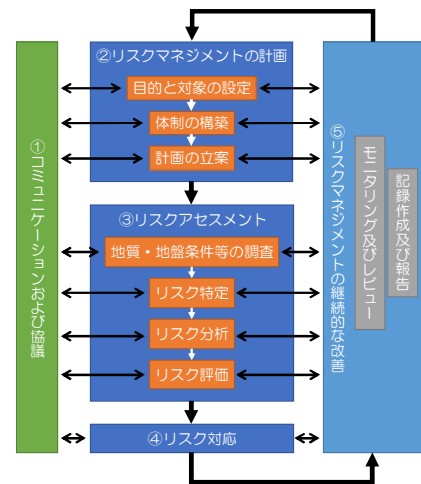 ①コミュニケーションおよび協議
②リスクマネジメントの計画
目的と対象の設定
体制の構築
計画の立案
③リスクアセスメント
地質・地盤条件等の調査
リスク特定
リスク分析
リスク評価
④リスク対応
⑤リスクマネジメントの継続的な改善
モニタリング及びレビュー
記録作成及び報告